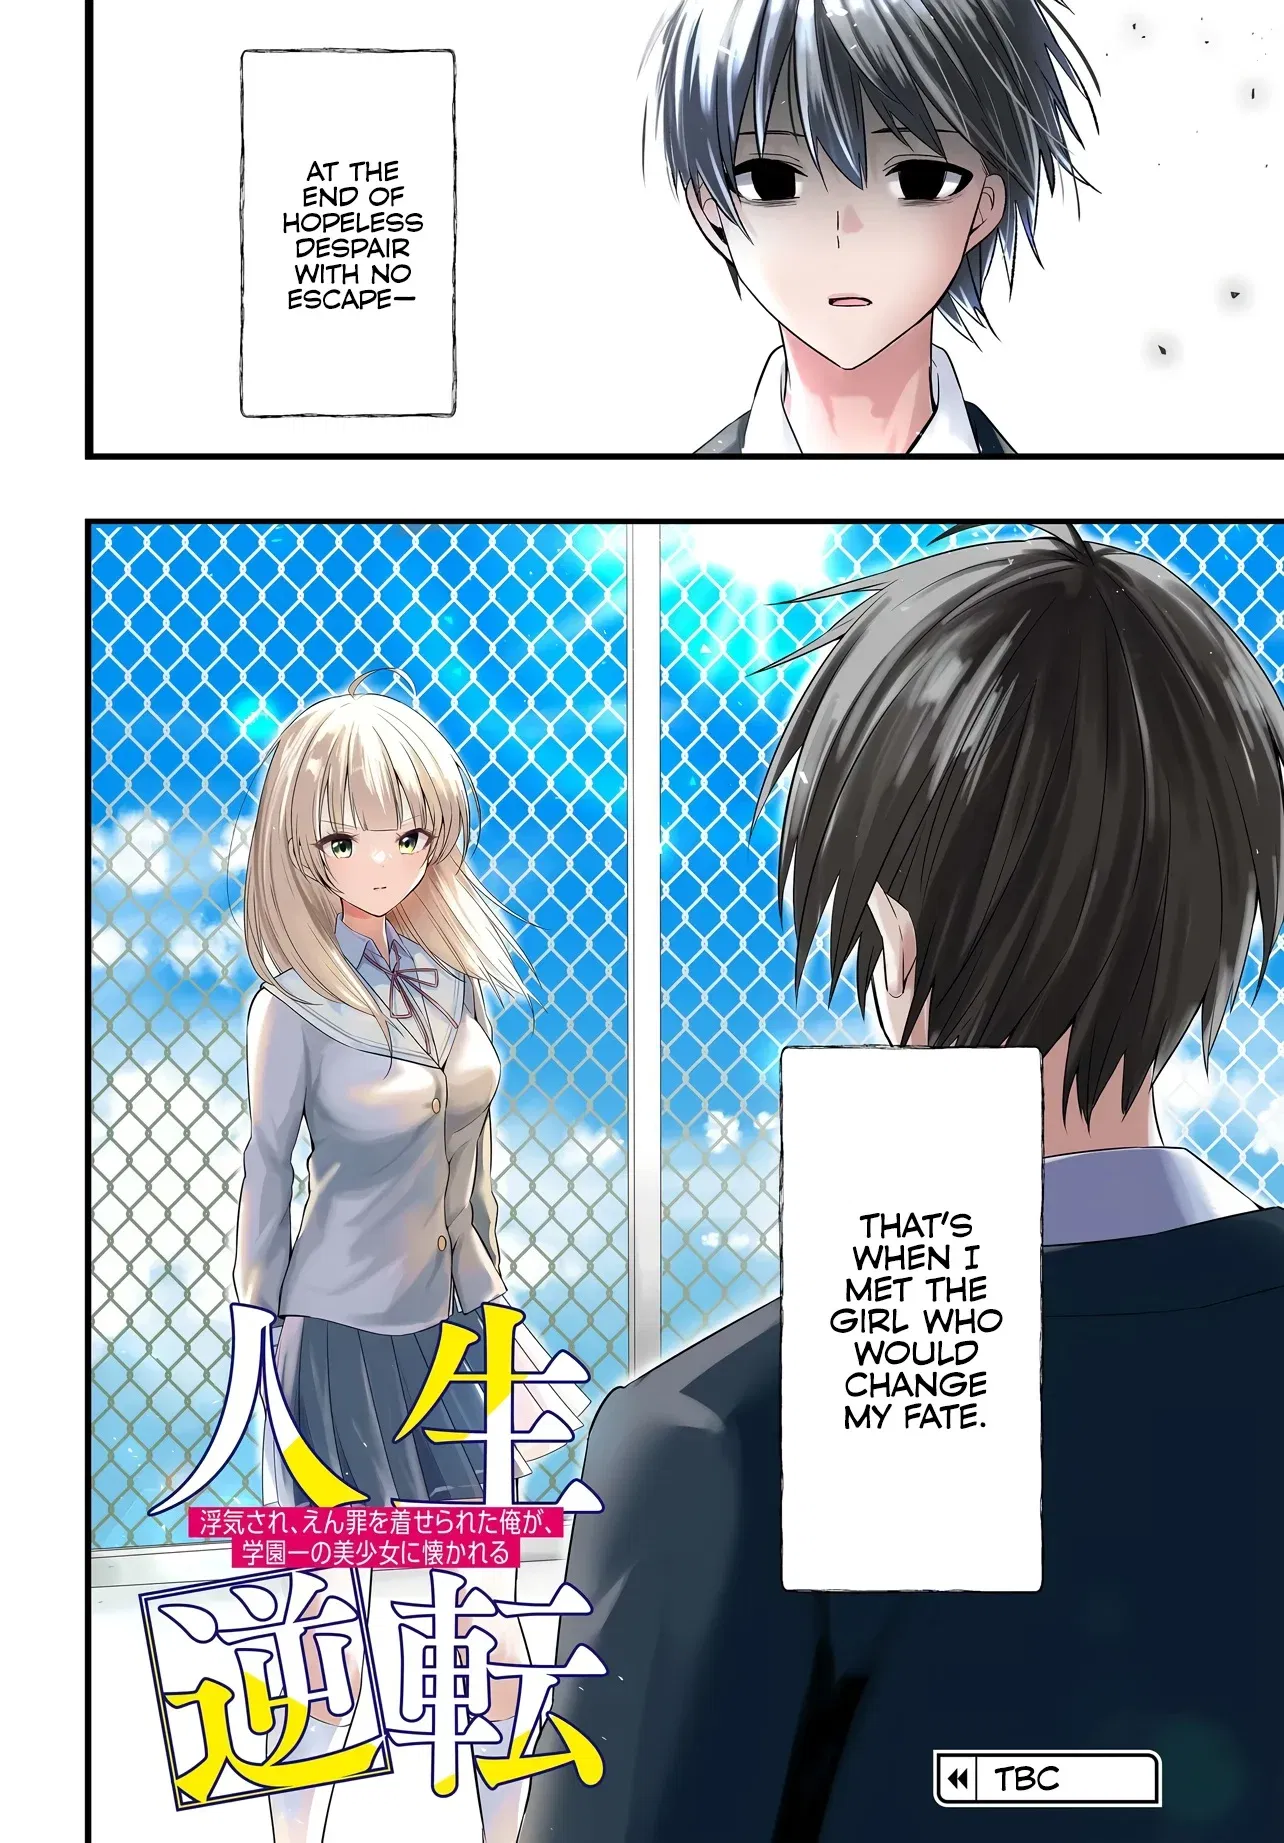 AT THE
END OF
HOPELESS
DESPAIR
WITH NO
ESCAPE—
THAT'S
WHEN I
MET THE
GIRL WHO
WOULD
CHANGE
MY FATE.
人生
浮気され、えん罪を着せられた俺が、
学園一の美少女に懐かれる
逆転
TBC